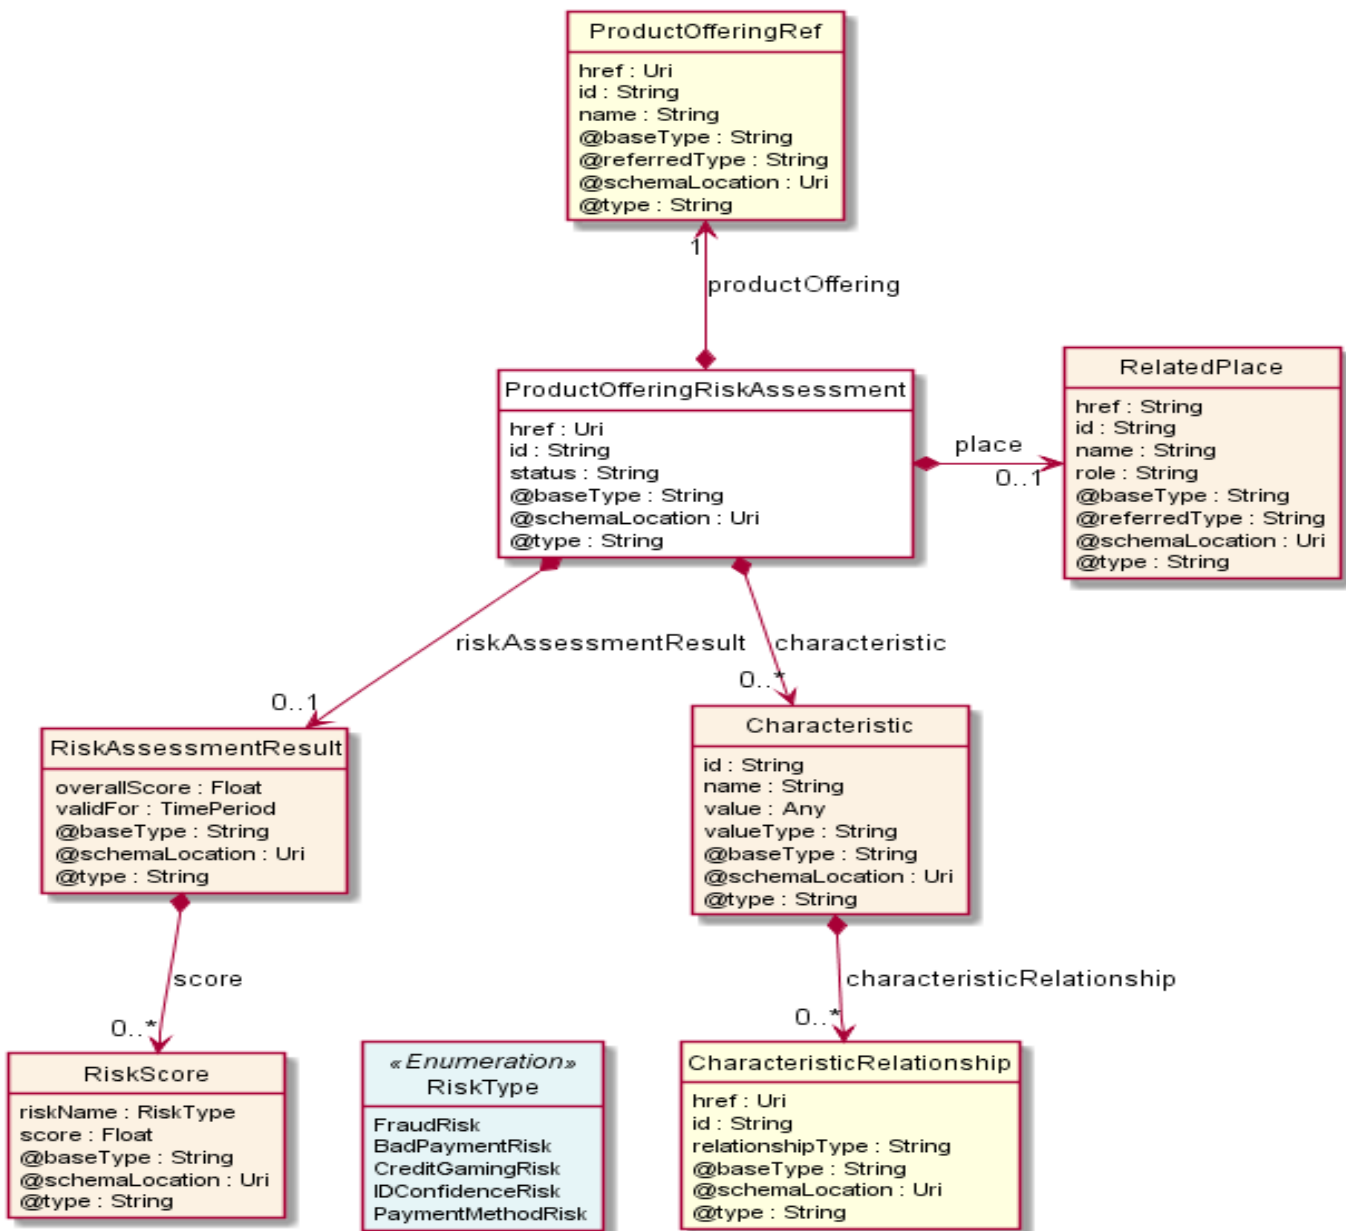 ProductOfferingRef
href : Uri
id : String
name : String
@baseType : String
@referredType : String
@schemaLocation : Uri
@type : String
1
productOffering
ProductOfferingRiskAssessment
href : Uri
id : String
status : String
@baseType : String
@schemaLocation : Uri
@type : String
place
0..1
RelatedPlace
href : String
id : String
name : String
role : String
@baseType : String
@referredType : String
@schemaLocation : Uri
@type : String
riskAssessmentResult
0..1
characteristic
0..*
RiskAssessmentResult
overallScore : Float
validFor : TimePeriod
@baseType : String
@schemaLocation : Uri
@type : String
Characteristic
id : String
name : String
value : Any
valueType : String
@baseType : String
@schemaLocation : Uri
@type : String
score
0..*
characteristicRelationship
0..*
RiskScore
riskName : RiskType
score : Float
@baseType : String
@schemaLocation : Uri
@type : String
«Enumeration»
RiskType
FraudRisk
BadPaymentRisk
CreditGamingRisk
IDConfidenceRisk
PaymentMethodRisk
CharacteristicRelationship
href : Uri
id : String
relationshipType : String
@baseType : String
@schemaLocation : Uri
@type : String